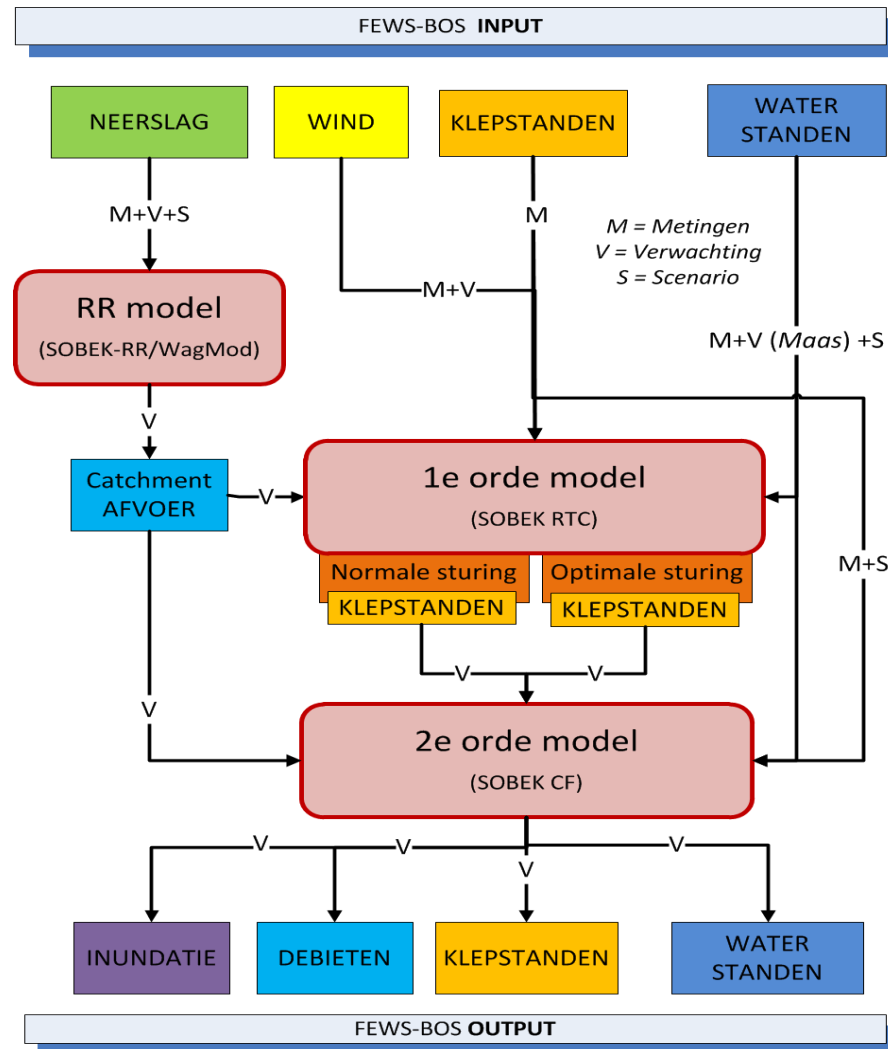 FEWS-BOS INPUT
NEERSLAG
WIND
KLEPSTANDEN
WATER
STANDEN
M+V+S
M
M = Metingen
V = Verwachting
S = Scenario
M+V
RR model
(SOBEK-RR/WagMod)
M+V (Maas) +S
V
Catchment
AFVOER
V
1e orde model
(SOBEK RTC)
M+S
Normale sturing
KLEPSTANDEN
Optimale sturing
KLEPSTANDEN
V
V
V
2e orde model
(SOBEK CF)
V
V
V
V
INUNDATIE
DEBIETEN
KLEPSTANDEN
WATER
STANDEN
FEWS-BOS OUTPUT